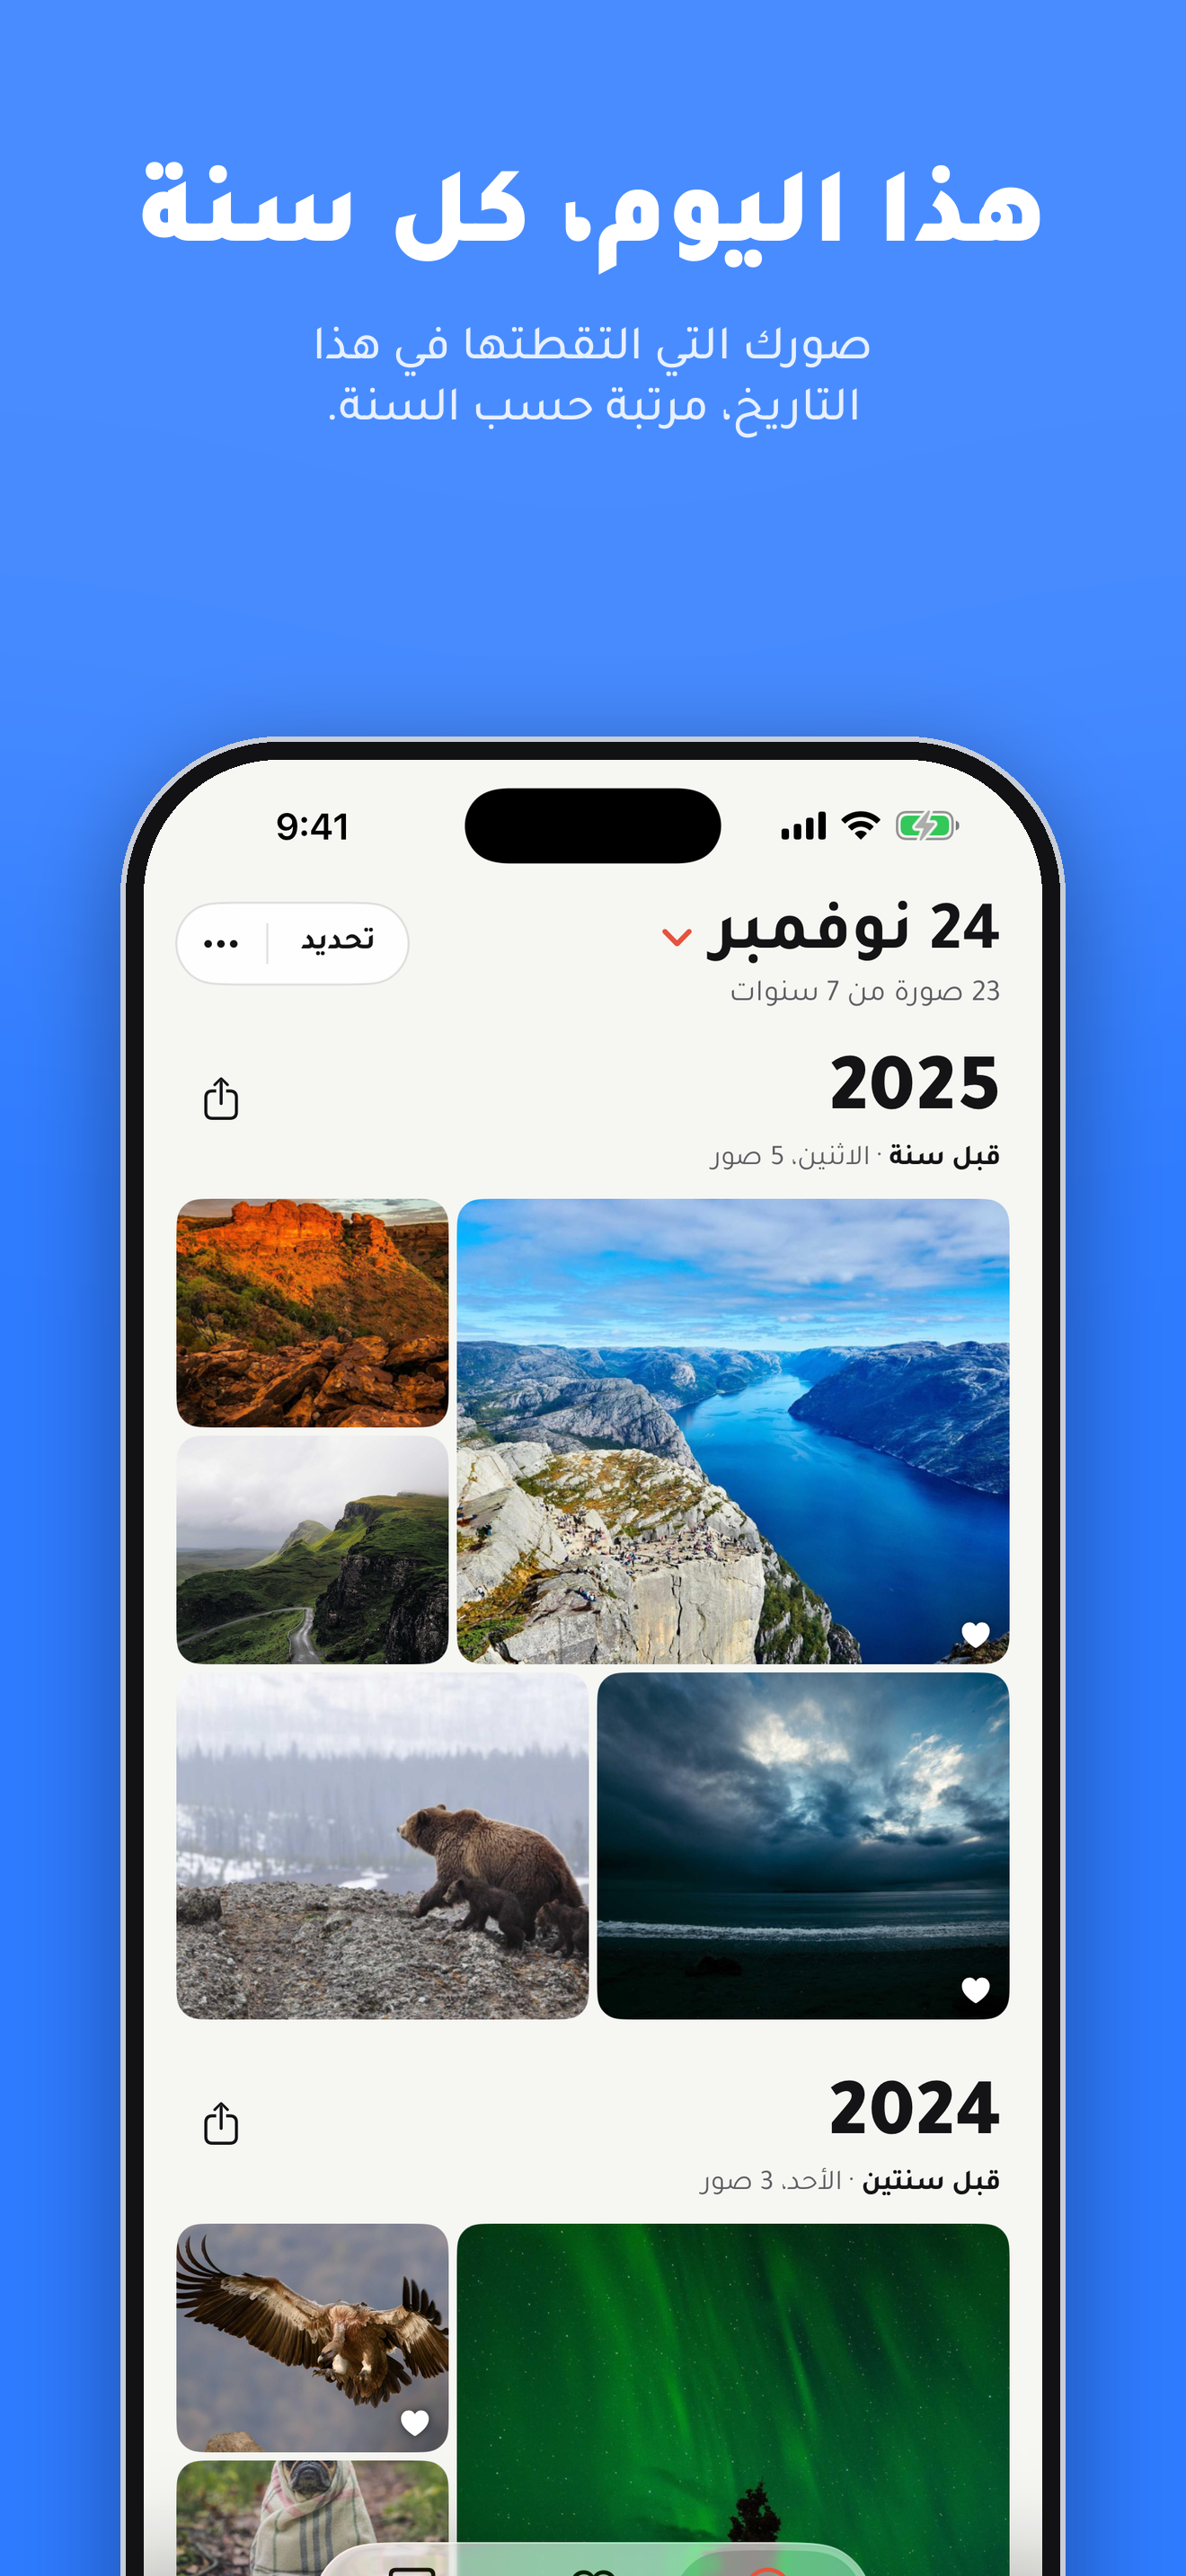 هذا اليوم، كل سنة
صورك التي التقطتها في هذا
التاريخ، مرتبة حسب السنة.
9:41
24 نوفمبر
تحديد
23 صورة من 7 سنوات
2025
قبل سنة · الاثنين، 5 صور
2024
قبل سنتين · الأحد، 3 صور